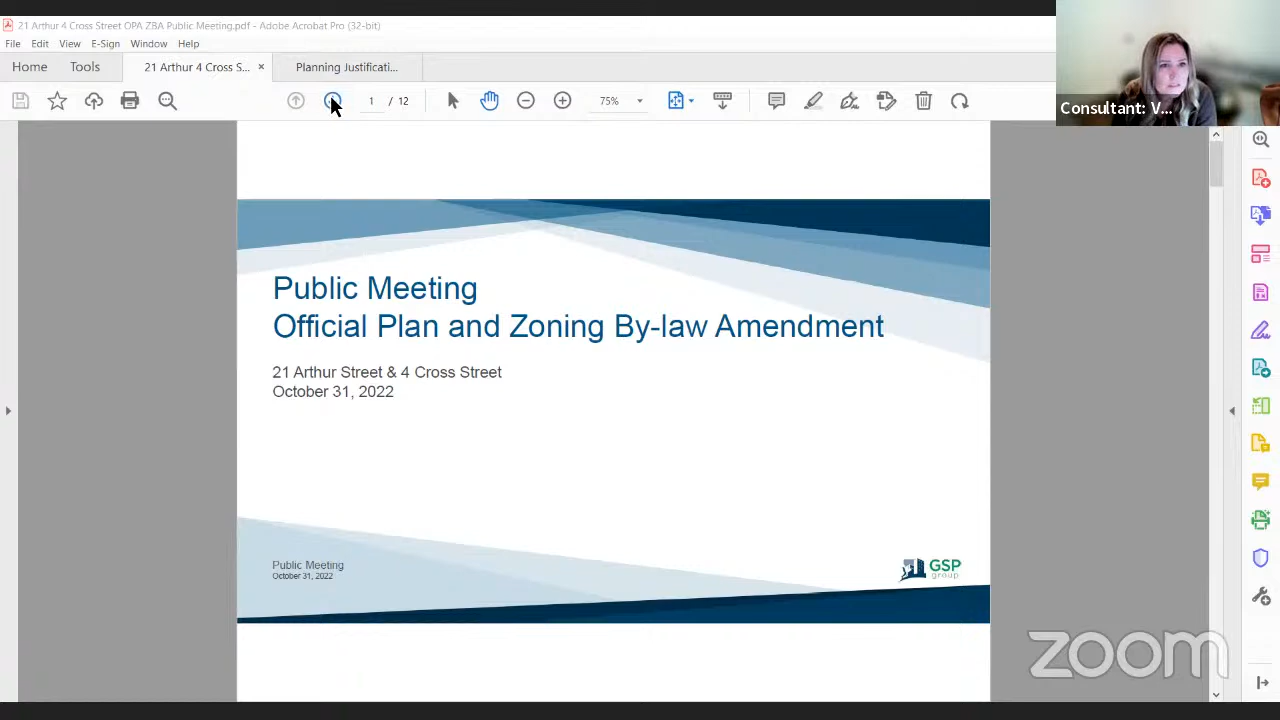 21 Arthur 4 Cross Street OPA ZBA Public Meeting.pdf - Adobe Acrobat Pro (32-bit)
File Edit View E-Sign Window Help
Home Tools 21 Arthur 4 Cross S... × Planning Justificati...
1 / 12 75%
Consultant: V...
Public Meeting
Official Plan and Zoning By-law Amendment
21 Arthur Street & 4 Cross Street
October 31, 2022
Public Meeting
October 31, 2022
GSP
group
zoom